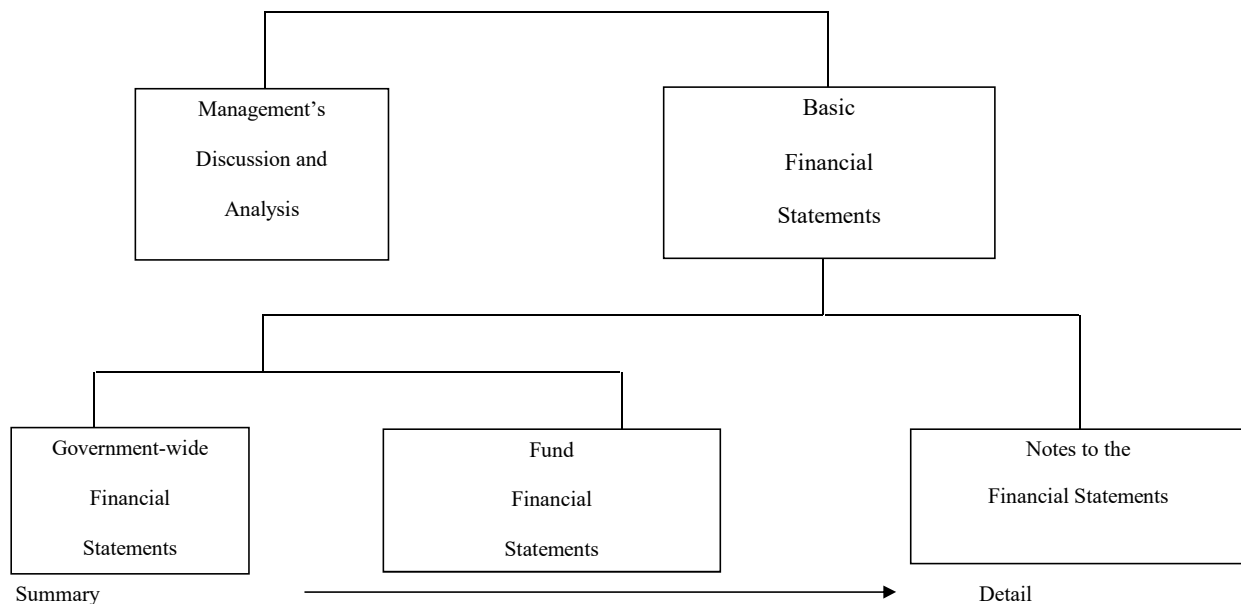 Management’s
Discussion and
Analysis
Basic
Financial
Statements
Government-wide
Financial
Statements
Fund
Financial
Statements
Notes to the
Financial Statements
Summary
Detail